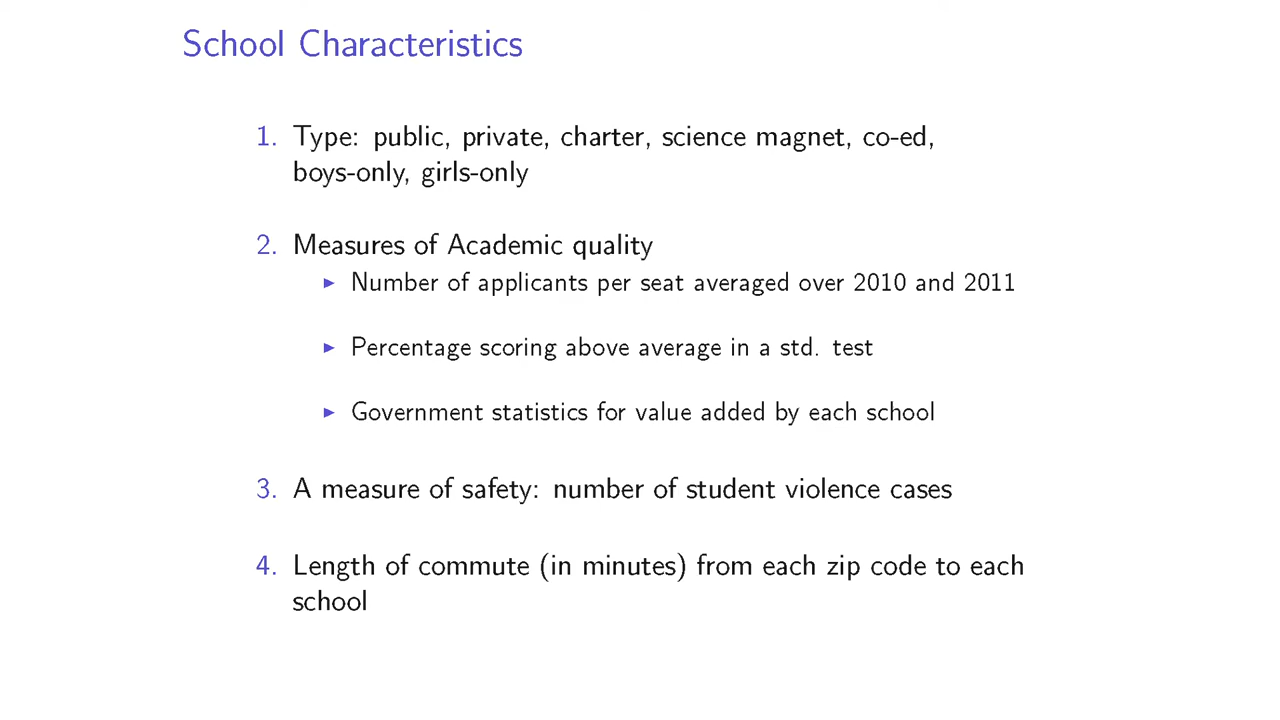 School Characteristics
1. Type: public, private, charter, science magnet, co-ed,
boys-only, girls-only
2. Measures of Academic quality
▶ Number of applicants per seat averaged over 2010 and 2011
▶ Percentage scoring above average in a std. test
▶ Government statistics for value added by each school
3. A measure of safety: number of student violence cases
4. Length of commute (in minutes) from each zip code to each
school